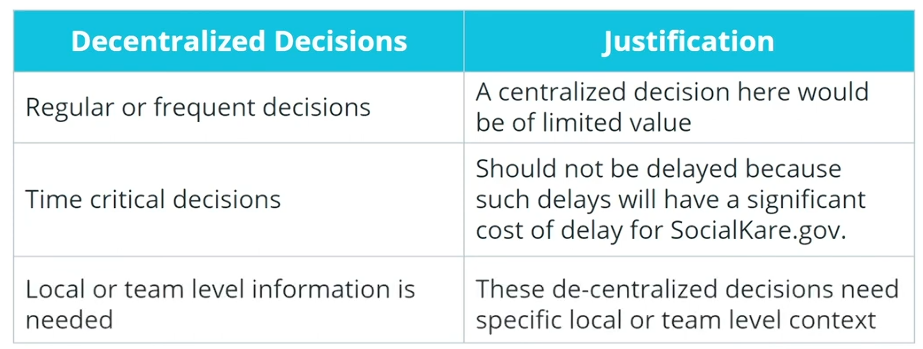 Decentralized Decisions
Justification
Regular or frequent decisions
A centralized decision here would
be of limited value
Time critical decisions
Should not be delayed because
such delays will have a significant
cost of delay for SocialKare.gov.
Local or team level information is
needed
These de-centralized decisions need
specific local or team level context